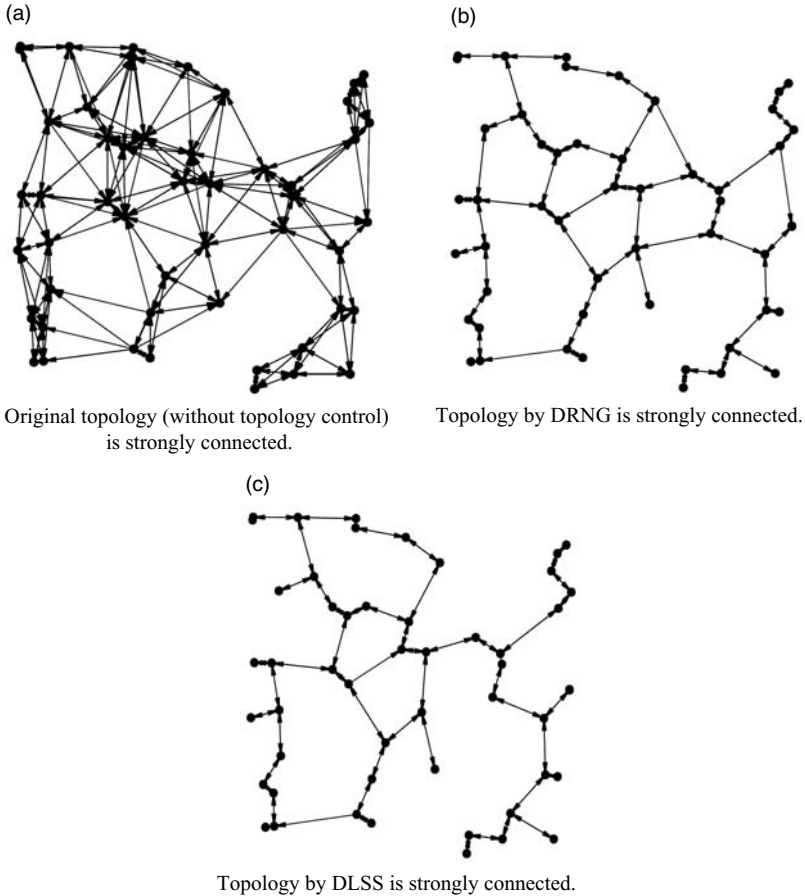 (a)
(b)
Original topology (without topology control)
is strongly connected.
Topology by DRNG is strongly connected.
(c)
Topology by DLSS is strongly connected.